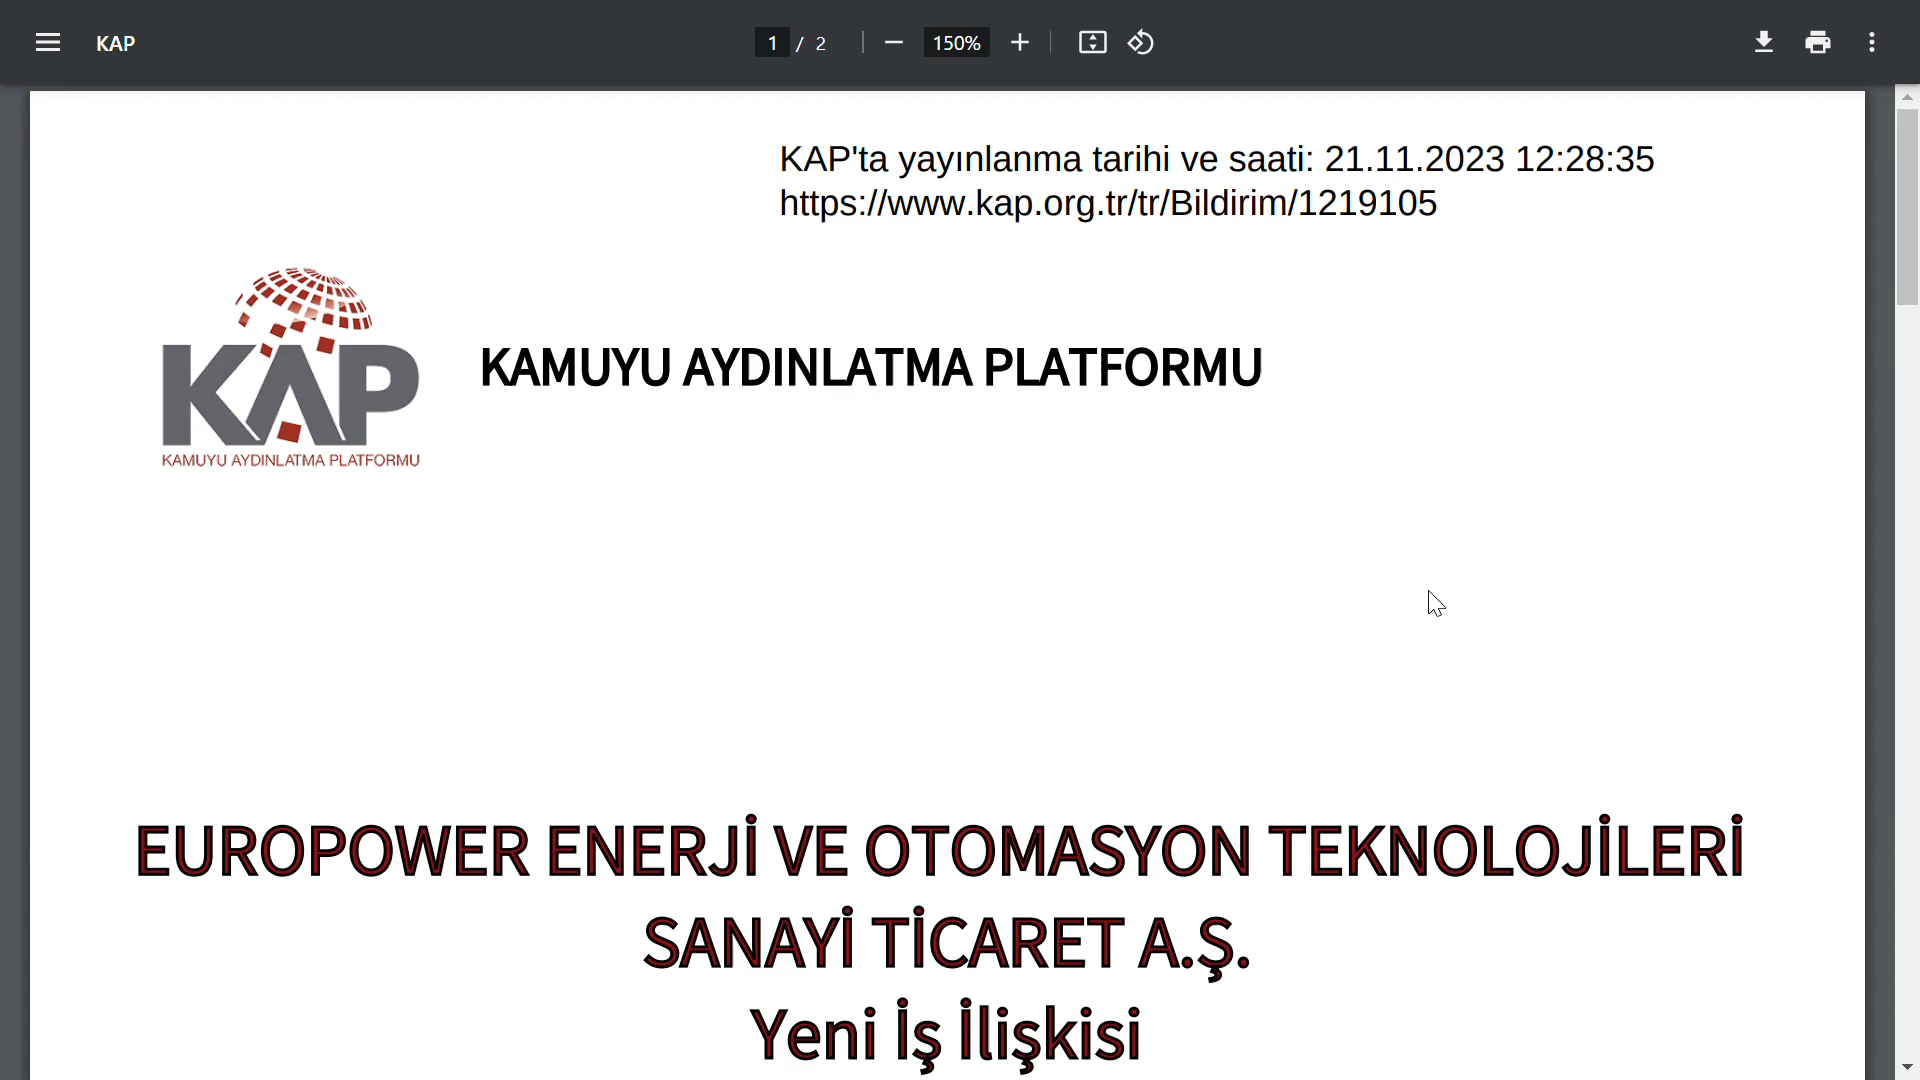 KAP
1 / 2
150%
KAP'ta yayınlanma tarihi ve saati: 21.11.2023 12:28:35
https://www.kap.org.tr/tr/Bildirim/1219105
KAP
KAMUYU AYDINLATMA PLATFORMU
KAMUYU AYDINLATMA PLATFORMU
EUROPOWER ENERJİ VE OTOMASYON TEKNOLOJİLERİ
SANAYİ TİCARET A.Ş.
Yeni İş İlişkisi